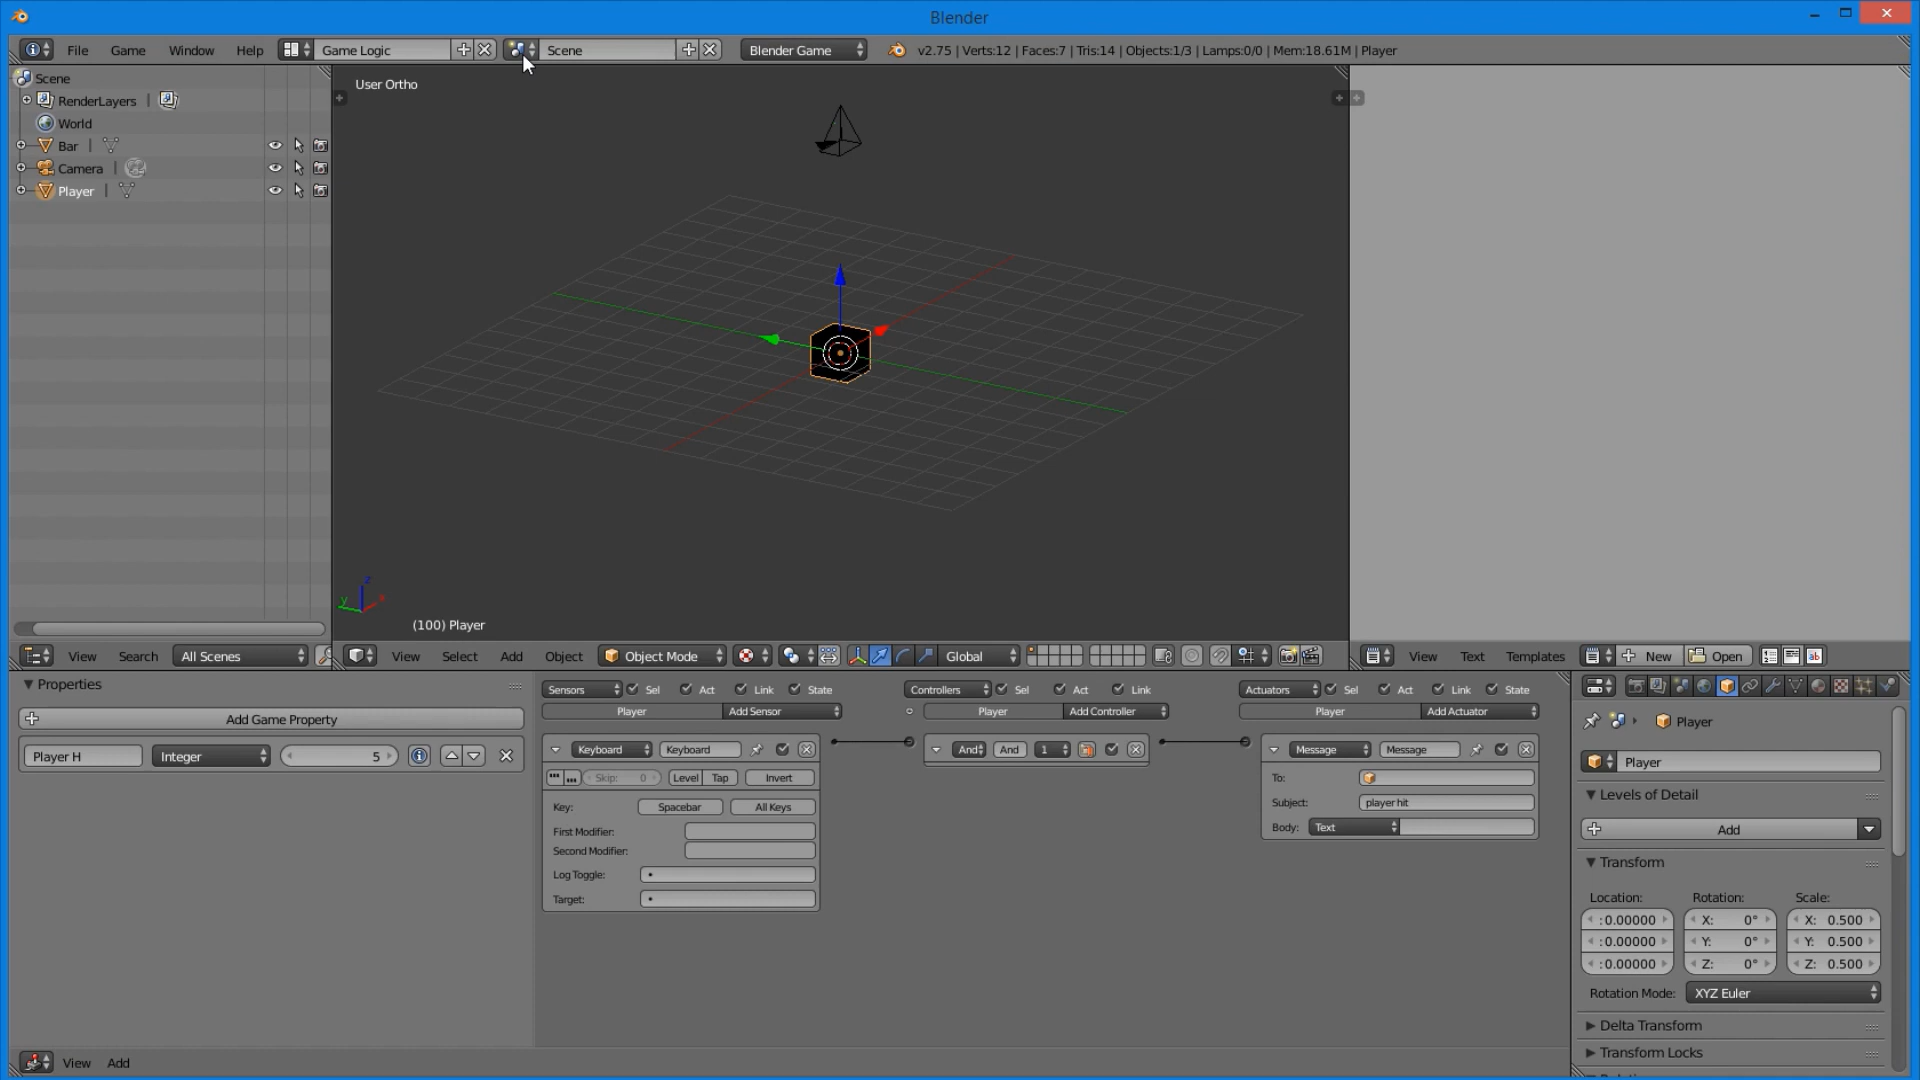 Blender
File Game Window Help Game Logic Scene Blender Game v2.75 | Verts:12 | Faces:7 | Tris:14 | Objects:1/3 | Lamps:0/0 | Mem:18.61M | Player
Scene
RenderLayers |
World
Bar |
Camera |
Player |
User Ortho
z
y
x
(100) Player
View Search All Scenes
View Select Add Object Object Mode Global
View Text Templates New Open
Properties
Add Game Property
Player H Integer 5
Sensors Sel Act Link State
Player Add Sensor
Keyboard Keyboard
Skip: 0 Level Tap Invert
Key: Spacebar All Keys
First Modifier:
Second Modifier:
Log Toggle:
Target:
Controllers Sel Act Link
Player Add Controller
And And 1
Actuators Sel Act Link State
Player Add Actuator
Message Message
To:
Subject: player hit
Body: Text
Player
Player
Levels of Detail
Add
Transform
Location: Rotation: Scale:
:0.00000 X: 0° X: 0.500
:0.00000 Y: 0° Y: 0.500
:0.00000 Z: 0° Z: 0.500
Rotation Mode: XYZ Euler
Delta Transform
Transform Locks
View Add